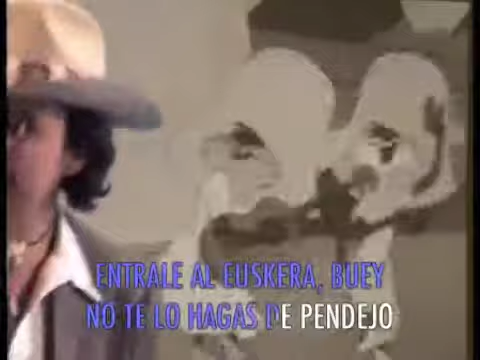 ENTRALE AL EUSKERA, BUEY
NO TE LO HAGAS DE PENDEJO